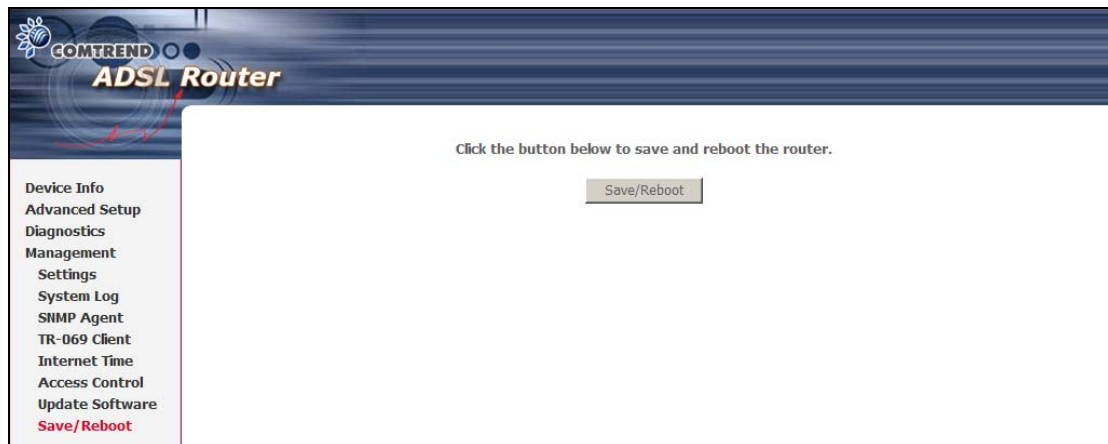 COMTREND
ADSL Router
Click the button below to save and reboot the router.
Save/Reboot
Device Info
Advanced Setup
Diagnostics
Management
Settings
System Log
SNMP Agent
TR-069 Client
Internet Time
Access Control
Update Software
Save/Reboot